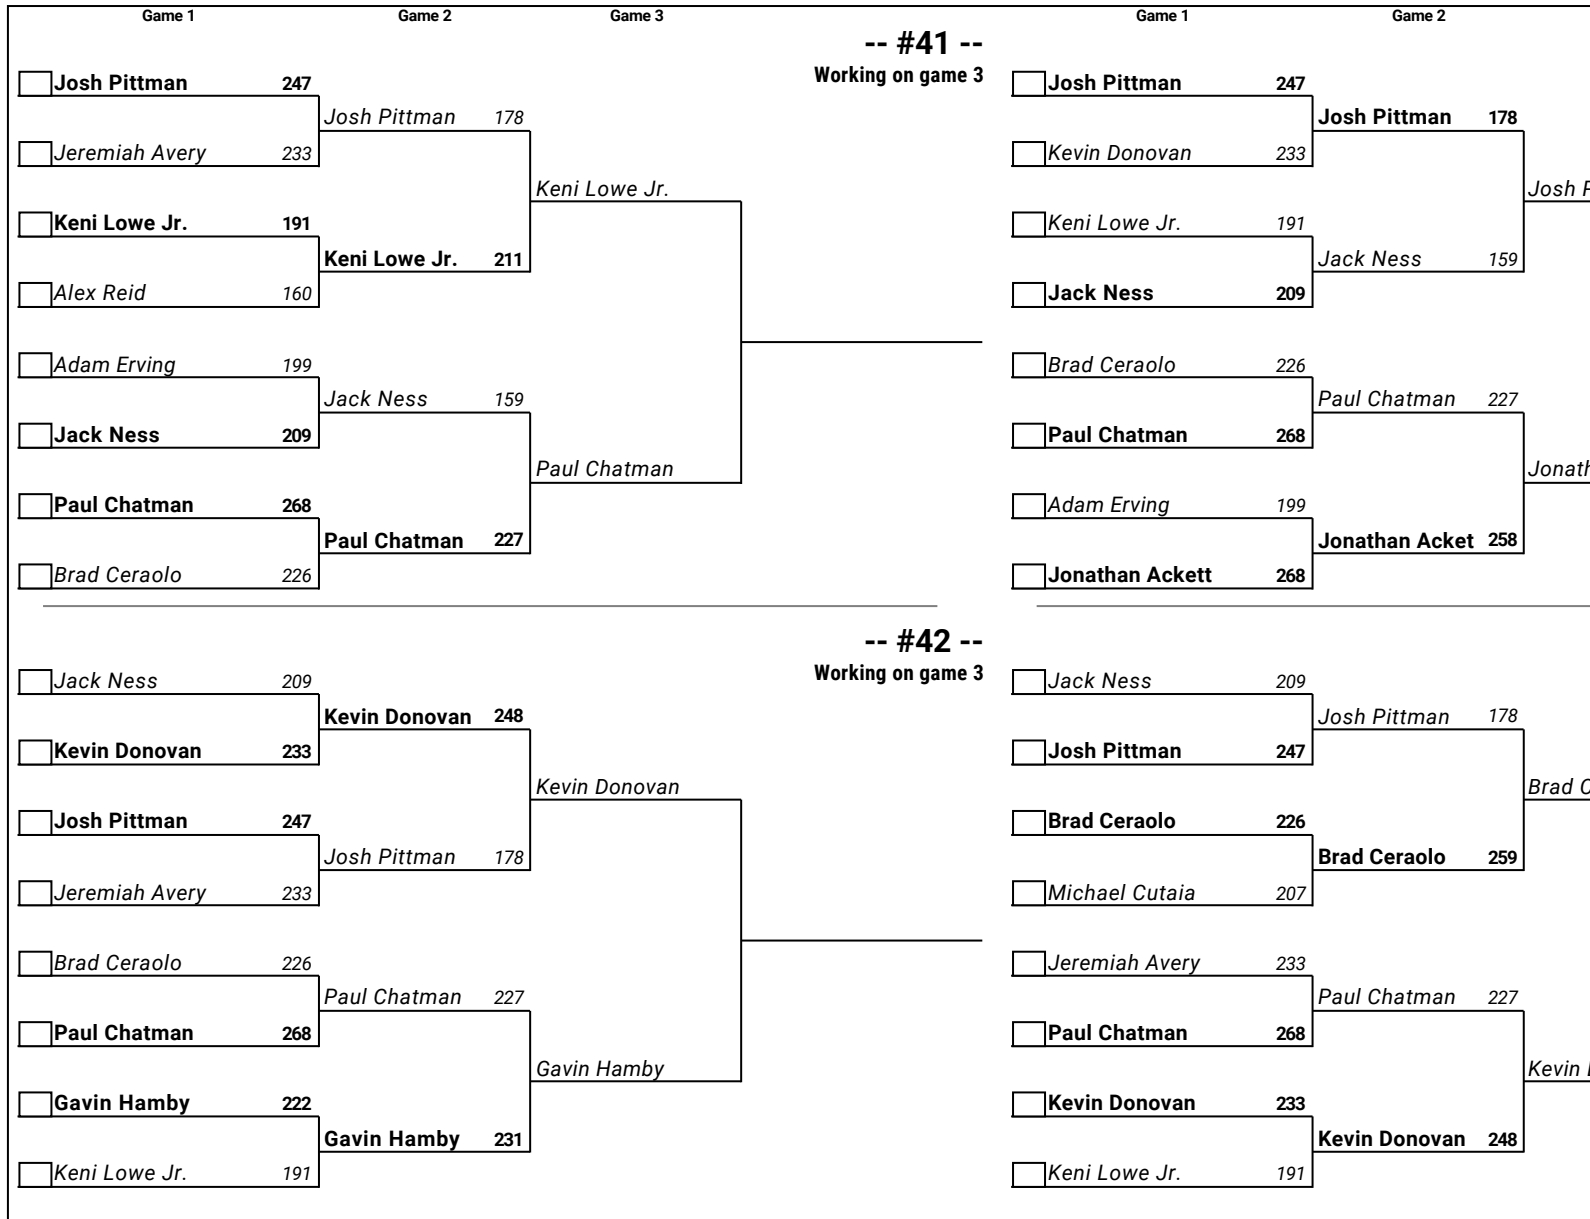 Game 1 Game 2 Game 3
-- #41 --
Working on game 3
Josh Pittman 247
Josh Pittman 178
Jeremiah Avery 233
Keni Lowe Jr.
Keni Lowe Jr. 191
Keni Lowe Jr. 211
Alex Reid 160
Adam Erving 199
Jack Ness 159
Jack Ness 209
Paul Chatman
Paul Chatman 268
Paul Chatman 227
Brad Ceraolo 226
-- #42 --
Working on game 3
Jack Ness 209
Kevin Donovan 248
Kevin Donovan 233
Kevin Donovan
Josh Pittman 247
Josh Pittman 178
Jeremiah Avery 233
Brad Ceraolo 226
Paul Chatman 227
Paul Chatman 268
Gavin Hamby
Gavin Hamby 222
Gavin Hamby 231
Keni Lowe Jr. 191
Game 1 Game 2
Josh Pittman 247
Josh Pittman 178
Kevin Donovan 233
Josh
Keni Lowe Jr. 191
Jack Ness 159
Jack Ness 209
Brad Ceraolo 226
Paul Chatman 227
Paul Chatman 268
Adam Erving 199
Jonathan Acket 258
Jonathan Ackett 268
Jack Ness 209
Josh Pittman 178
Josh Pittman 247
Brad
Brad Ceraolo 226
Brad Ceraolo 259
Michael Cutaia 207
Jeremiah Avery 233
Paul Chatman 227
Paul Chatman 268
Kevin
Kevin Donovan 233
Kevin Donovan 248
Keni Lowe Jr. 191